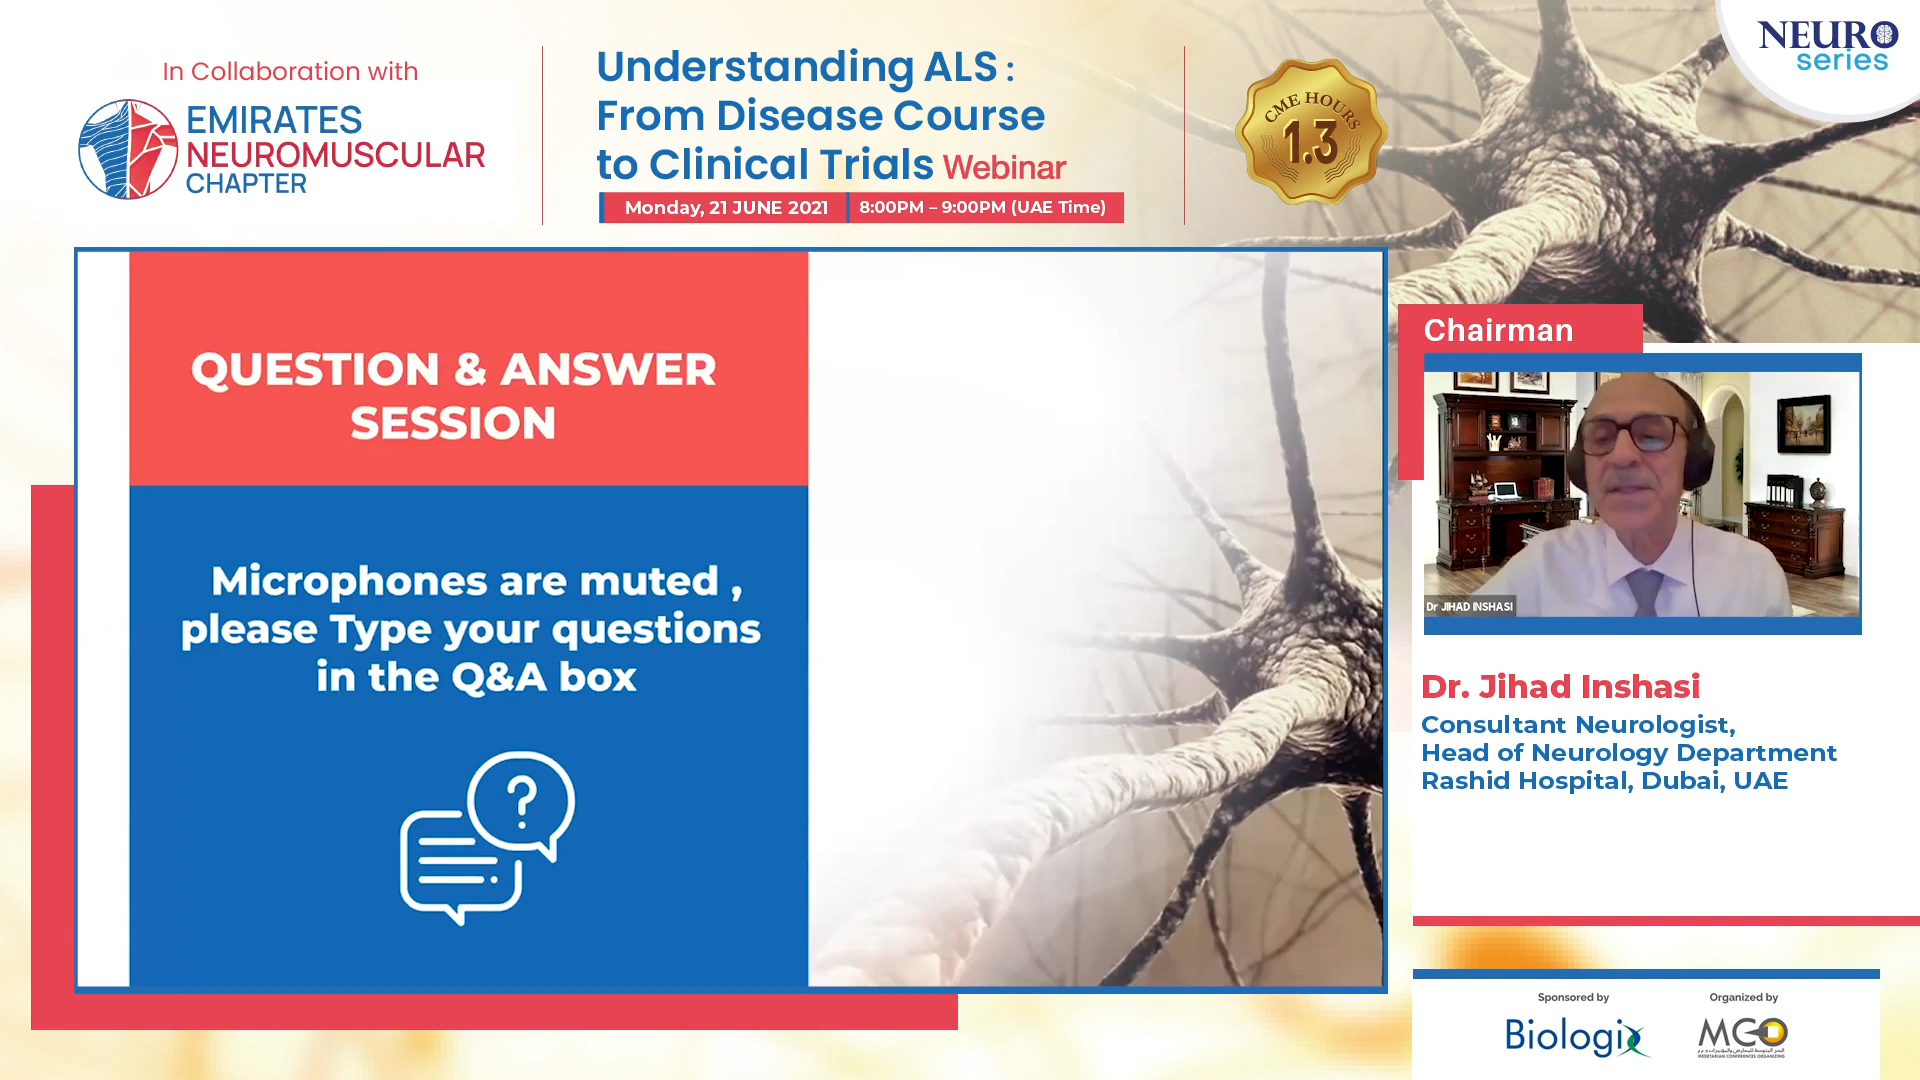 In Collaboration with
EMIRATES
NEUROMUSCULAR
CHAPTER
Understanding ALS :
From Disease Course
to Clinical Trials Webinar
Monday, 21 JUNE 2021
8:00PM – 9:00PM (UAE Time)
CME HOURS
1.3
NEURO
series
QUESTION & ANSWER
SESSION
Microphones are muted ,
please Type your questions
in the Q&A box
?
Chairman
Dr JIHAD INSHASI
Dr. Jihad Inshasi
Consultant Neurologist,
Head of Neurology Department
Rashid Hospital, Dubai, UAE
Sponsored by
Biologix
Organized by
MCO
MEDITERIAN CONFERENCES ORGANIZING